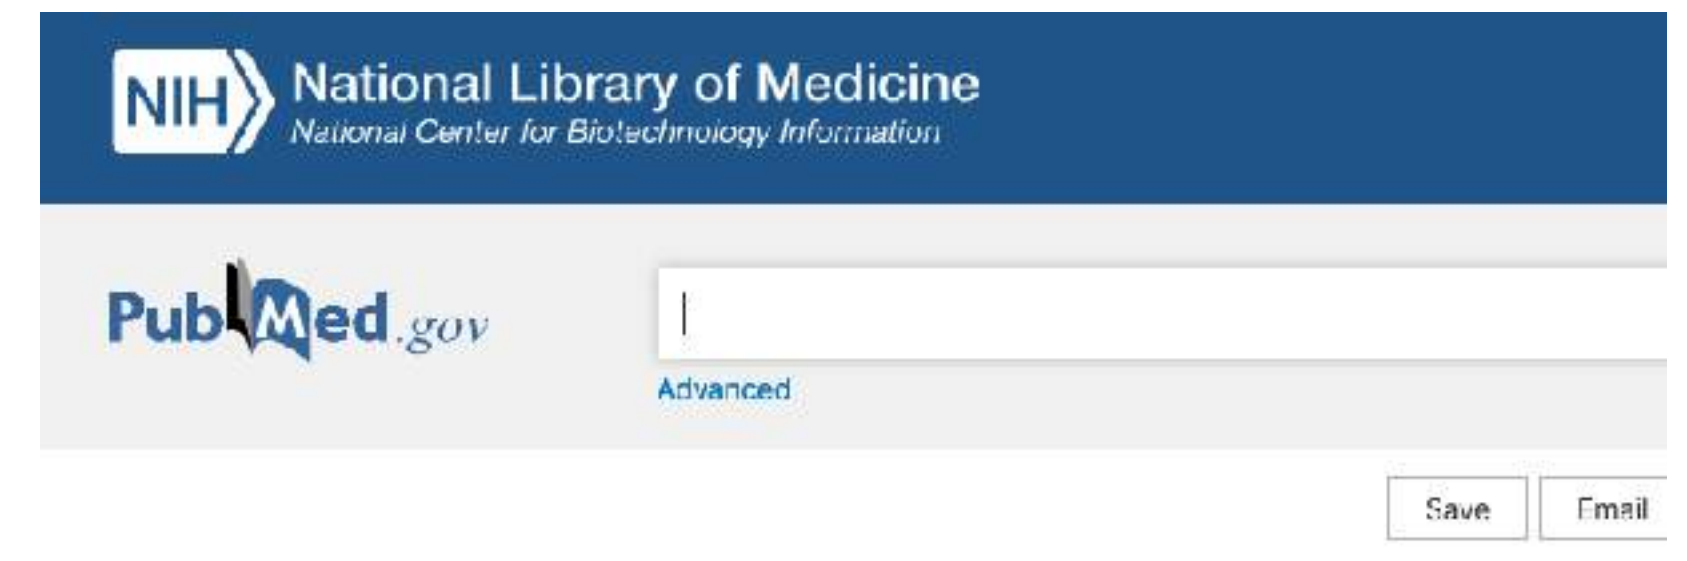 NIH National Library of Medicine
National Center for Biotechnology Information
PubMed.gov
Advanced
Save Email